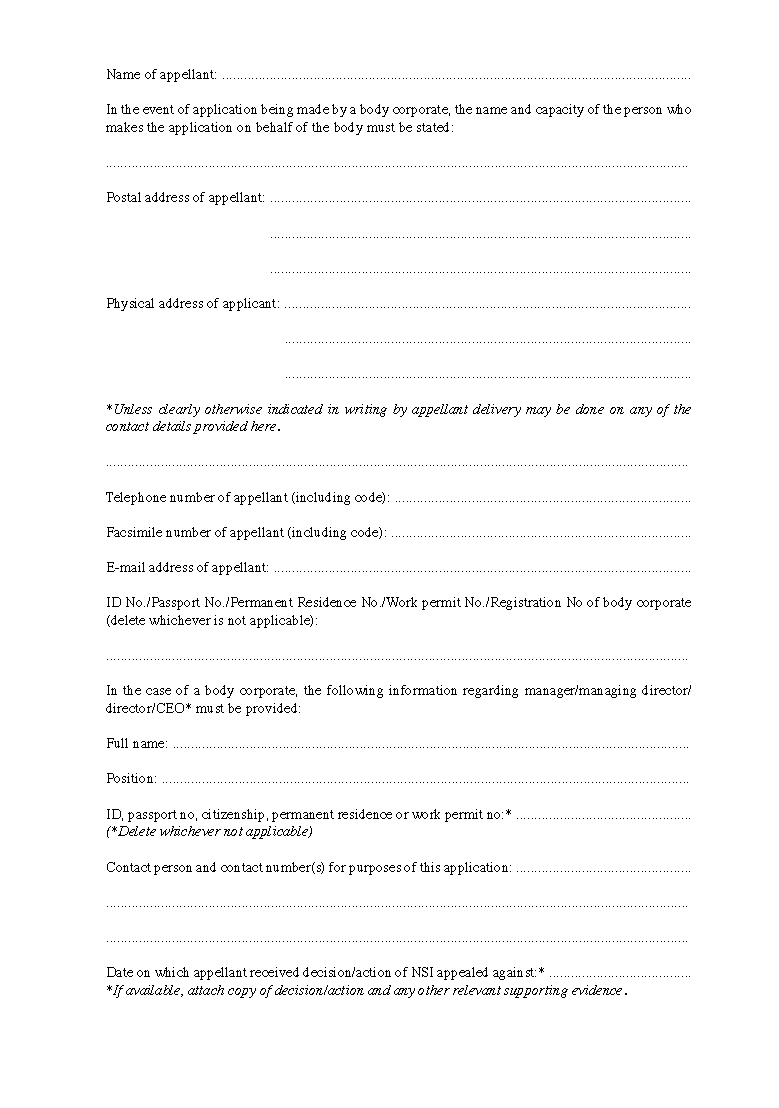 Name of appellant: ................................................................................................................................
In the event of application being made by a body corporate, the name and capacity of the person who
makes the application on behalf of the body must be stated:
................................................................................................................................................................
Postal address of appellant: ...................................................................................................................
...................................................................................................................
...................................................................................................................
Physical address of applicant: ...............................................................................................................
...............................................................................................................
...............................................................................................................
*Unless clearly otherwise indicated in writing by appellant delivery may be done on any of the
contact details provided here.
................................................................................................................................................................
Telephone number of appellant (including code): .................................................................................
Facsimile number of appellant (including code): ..................................................................................
E-mail address of appellant: ..................................................................................................................
ID No./Passport No./Permanent Residence No./Work permit No./Registration No of body corporate
(delete whichever is not applicable):
................................................................................................................................................................
In the case of a body corporate, the following information regarding manager/managing director/
director/CEO* must be provided:
Full name: .............................................................................................................................................
Position: ................................................................................................................................................
ID, passport no, citizenship, permanent residence or work permit no:* ................................................
(*Delete whichever not applicable)
Contact person and contact number(s) for purposes of this application: ................................................
................................................................................................................................................................
................................................................................................................................................................
Date on which appellant received decision/action of NSI appealed against:* .......................................
*If available, attach copy of decision/action and any other relevant supporting evidence.